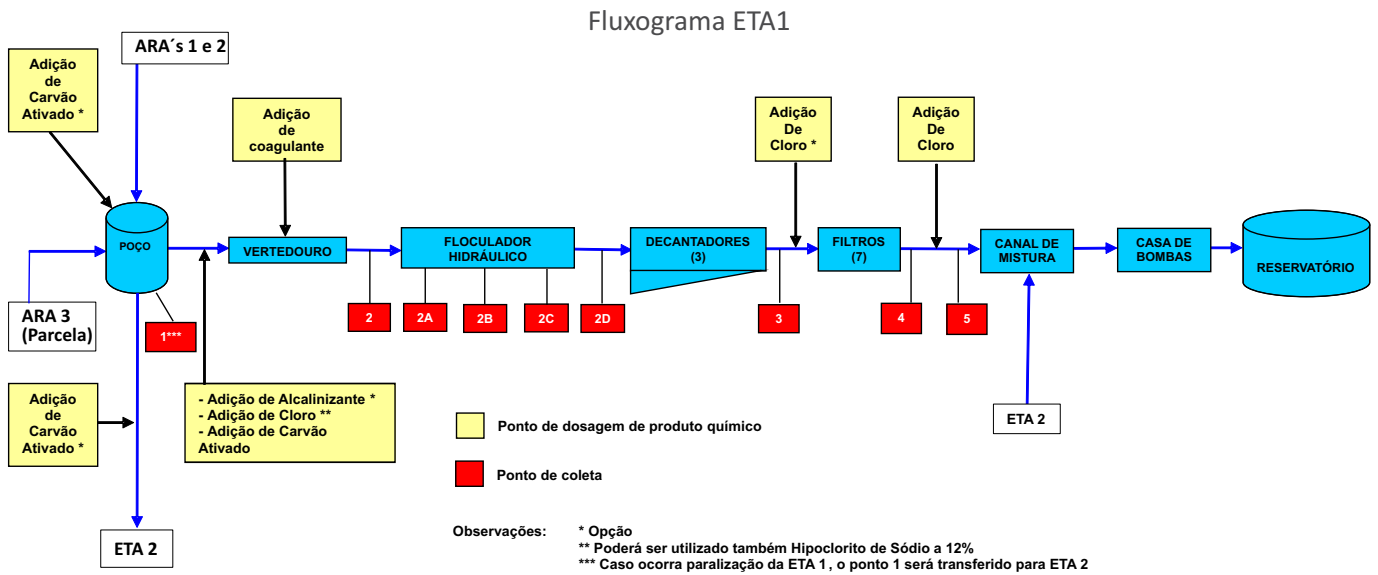 Fluxograma ETA1
ARA´s 1 e 2
Adição
de
Carvão
Ativado *
Adição
de
coagulante
Adição
De
Cloro *
Adição
De
Cloro
POÇO
VERTEDOURO
FLOCULADOR
HIDRÁULICO
DECANTADORES
(3)
FILTROS
(7)
CANAL DE
MISTURA
CASA DE
BOMBAS
RESERVATÓRIO
ARA 3
(Parcela)
1***
2
2A
2B
2C
2D
3
4
5
Adição
de
Carvão
Ativado *
- Adição de Alcalinizante *
- Adição de Cloro **
- Adição de Carvão
Ativado
ETA 2
ETA 2
Ponto de dosagem de produto químico
Ponto de coleta
Observações: * Opção
** Poderá ser utilizado também Hipoclorito de Sódio a 12%
*** Caso ocorra paralização da ETA 1, o ponto 1 será transferido para ETA 2